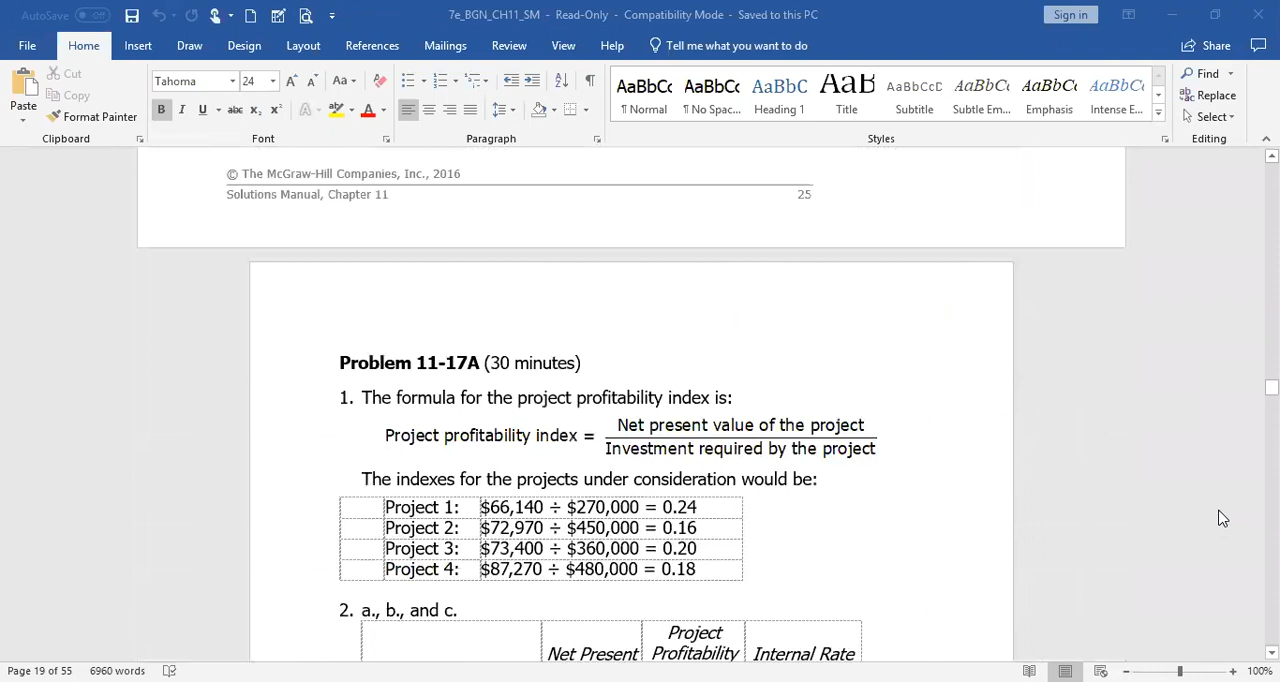 AutoSave Off 7e_BGN_CH11_SM - Read-Only - Compatibility Mode - Saved to this PC Sign in
File Home Insert Draw Design Layout References Mailings Review View Help Tell me what you want to do Share
Paste Cut Copy Format Painter
Tahoma 24
AaBbCc AaBbCc AaBbC AaB AaBbCcD AaBbCc AaBbCc AaBbCc
¶ Normal ¶ No Spac... Heading 1 Title Subtitle Subtle Em... Emphasis Intense E...
Find Replace Select
Clipboard Font Paragraph Styles Editing
© The McGraw-Hill Companies, Inc., 2016
Solutions Manual, Chapter 11 25
Problem 11-17A (30 minutes)
1. The formula for the project profitability index is:
Project profitability index = Net present value of the project
Investment required by the project
The indexes for the projects under consideration would be:
Project 1: $66,140 ÷ $270,000 = 0.24
Project 2: $72,970 ÷ $450,000 = 0.16
Project 3: $73,400 ÷ $360,000 = 0.20
Project 4: $87,270 ÷ $480,000 = 0.18
2. a., b., and c.
Project
Net Present Profitability Internal Rate
Page 19 of 55 6960 words 100%